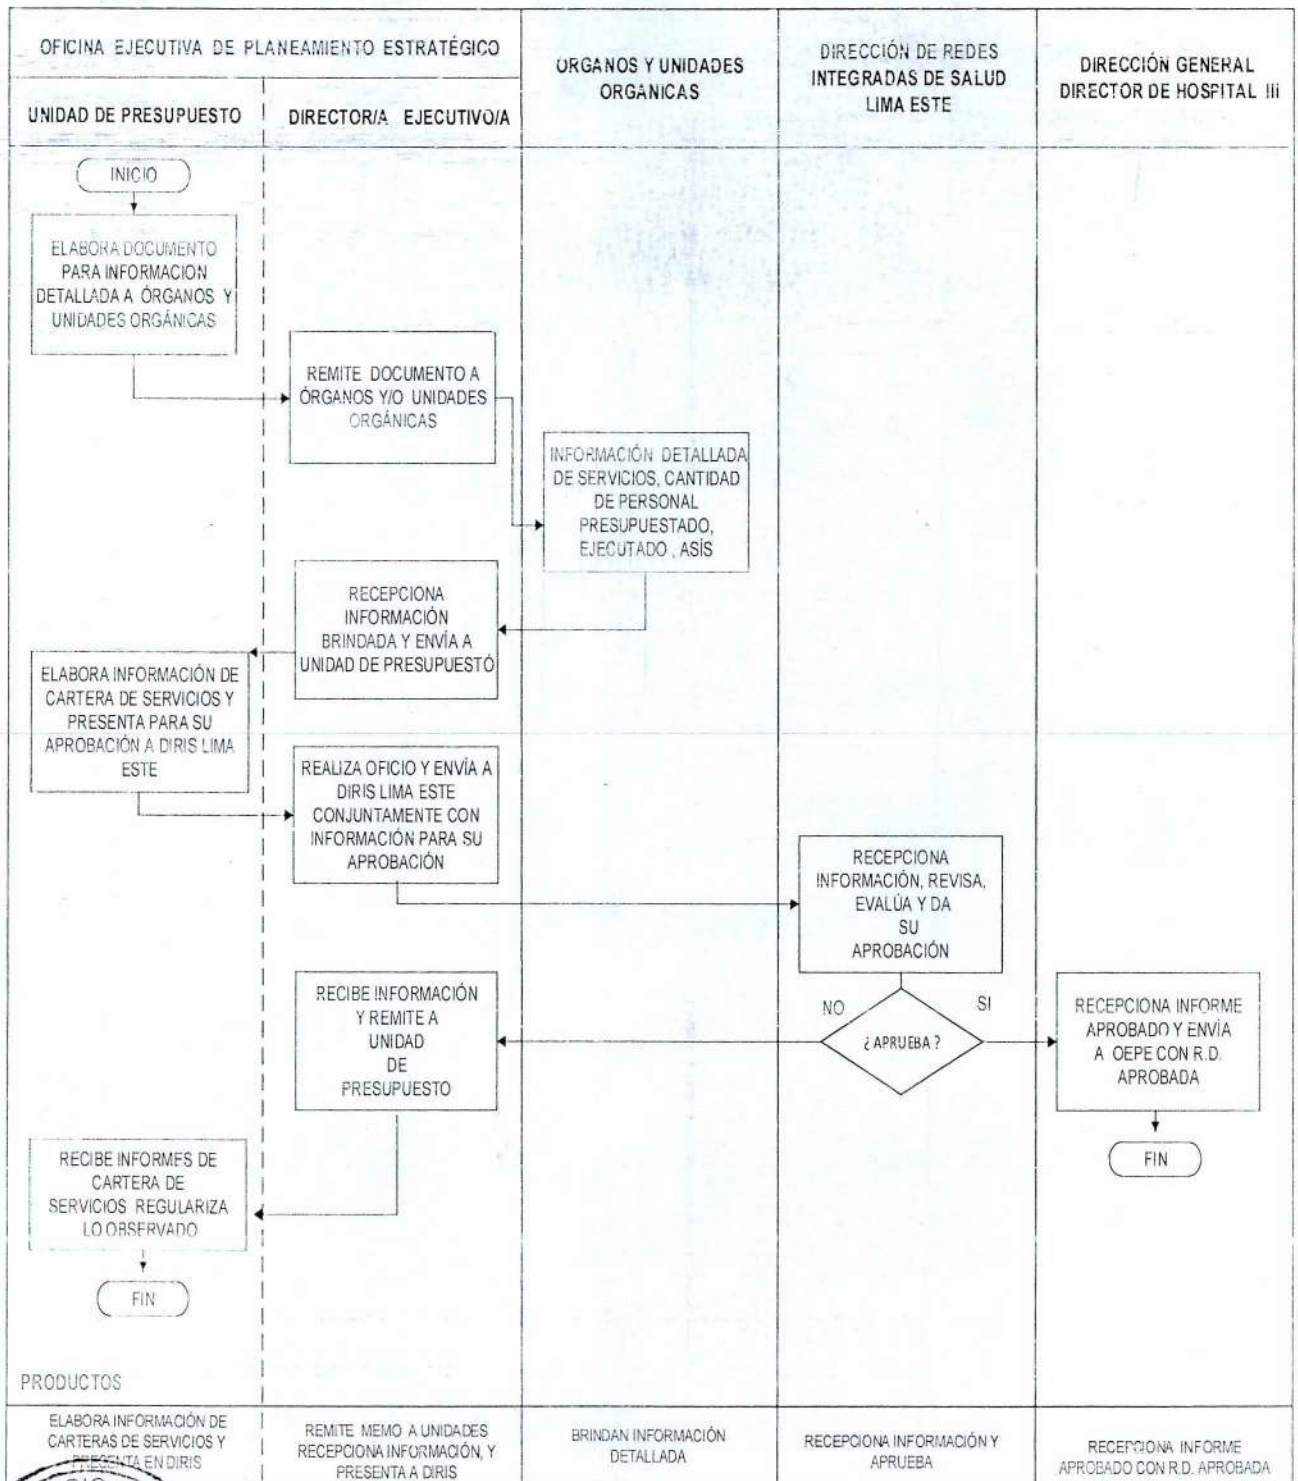 OFICINA EJECUTIVA DE PLANEAMIENTO ESTRATÉGICO
UNIDAD DE PRESUPUESTO
DIRECTOR/A EJECUTIVO/A
ORGANOS Y UNIDADES
ORGANICAS
DIRECCIÓN DE REDES
INTEGRADAS DE SALUD
LIMA ESTE
DIRECCIÓN GENERAL
DIRECTOR DE HOSPITAL III
INICIO
ELABORA DOCUMENTO
PARA INFORMACION
DETALLADA A ÓRGANOS Y
UNIDADES ORGÁNICAS
REMITE DOCUMENTO A
ÓRGANOS Y/O UNIDADES
ORGÁNICAS
INFORMACIÓN DETALLADA
DE SERVICIOS, CANTIDAD
DE PERSONAL
PRESUPUESTADO,
EJECUTADO , ASÍS
RECEPCIONA
INFORMACIÓN
BRINDADA Y ENVÍA A
UNIDAD DE PRESUPUESTÓ
ELABORA INFORMACIÓN DE
CARTERA DE SERVICIOS Y
PRESENTA PARA SU
APROBACIÓN A DIRIS LIMA
ESTE
REALIZA OFICIO Y ENVÍA A
DIRIS LIMA ESTE
CONJUNTAMENTE CON
INFORMACIÓN PARA SU
APROBACIÓN
RECEPCIONA
INFORMACIÓN, REVISA,
EVALÚA Y DA
SU
APROBACIÓN
NO
SI
¿ APRUEBA ?
RECIBE INFORMACIÓN
Y REMITE A
UNIDAD
DE
PRESUPUESTO
RECEPCIONA INFORME
APROBADO Y ENVÍA
A OEPE CON R.D.
APROBADA
FIN
RECIBE INFORMES DE
CARTERA DE
SERVICIOS REGULARIZA
LO OBSERVADO
FIN
PRODUCTOS
ELABORA INFORMACIÓN DE
CARTERAS DE SERVICIOS Y
PRESENTA EN DIRIS
REMITE MEMO A UNIDADES
RECEPCIONA INFORMACIÓN, Y
PRESENTA A DIRIS
BRINDAN INFORMACIÓN
DETALLADA
RECEPCIONA INFORMACIÓN Y
APRUEBA
RECEPCIONA INFORME
APROBADO CON R.D. APROBADA